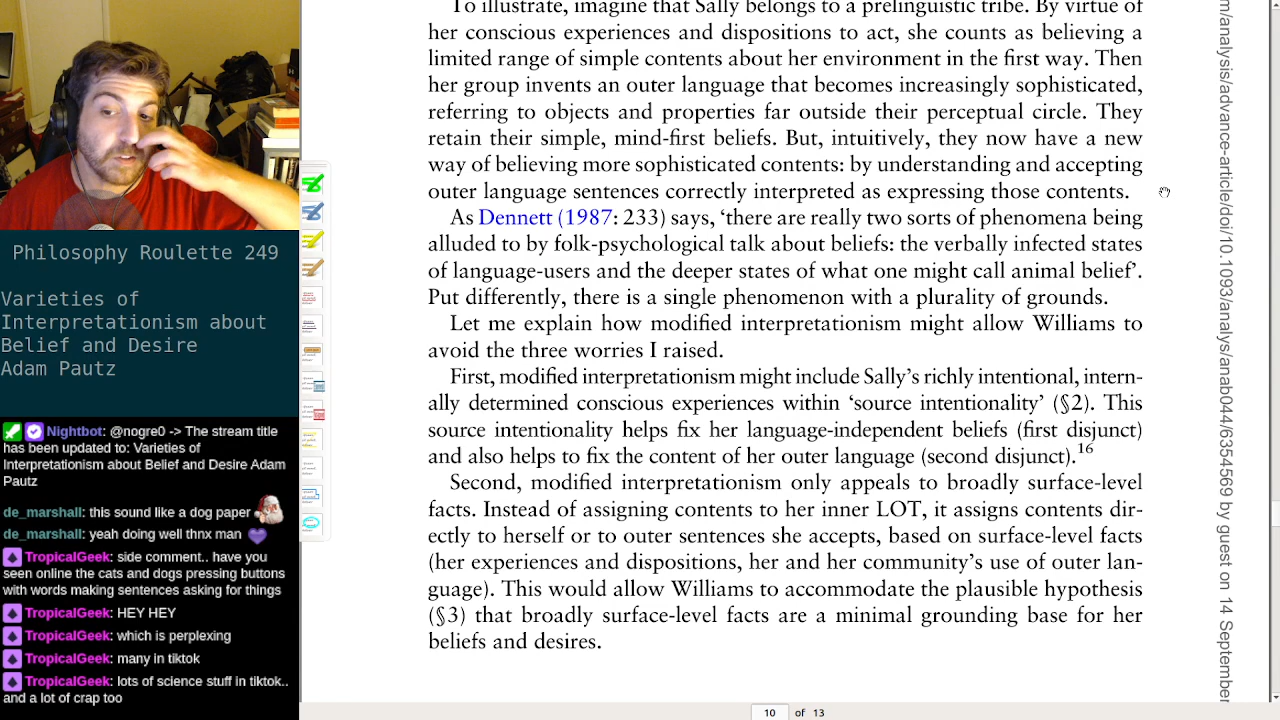 To illustrate, imagine that Sally belongs to a prelinguistic tribe. By virtue of
her conscious experiences and dispositions to act, she counts as believing a
limited range of simple contents about her environment in the first way. Then
her group invents an outer language that becomes increasingly sophisticated,
referring to objects and properties far outside their perceptual circle. They
retain their simple, mind-first beliefs. But, intuitively, they now have a new
way of believing more sophisticated contents: by understanding and accepting
outer language sentences correctly interpreted as expressing those contents.
As Dennett (1987: 233) says, ‘there are really two sorts of phenomena being
alluded to by folk-psychological talk about beliefs: the verbally infected states
of language-users and the deeper states of what one might call animal belief’.
Put differently, there is no single phenomenon with a natural real ground.
Let me explain how modified interpretationism might allow Williams to
avoid the three worries I raised.
First, modified interpretationism might invoke Sally’s richly intentional, intern-
ally determined conscious experiences within source intentionality (§2). This
source intentionality helps fix her language-independent beliefs (first disjunct)
and also helps to fix the content of her outer language (second disjunct).
Second, modified interpretationism only appeals to broadly surface-level
facts. Instead of assigning contents to her inner LOT, it assigns contents dir-
ectly to herself or to outer sentences she accepts, based on surface-level facts
(her experiences and dispositions, her and her community’s use of outer lan-
guage). This would allow Williams to accommodate the plausible hypothesis
(§3) that broadly surface-level facts are a minimal grounding base for her
beliefs and desires.
m/analysis/advance-article/doi/10.1093/analys/anab044/6354569 by guest on 14 September
10 of 13
Philosophy Roulette 249
Varieties of
Interpretationism about
Belief and Desire
Adam Pautz
Nightbot: @nogre0 -> The stream title
has been updated to: Varieties of
Interpretationism about Belief and Desire Adam
Pautz
de_marshall: this sound like a dog paper
de_marshall: yeah doing well thnx man
TropicalGeek: side comment.. have you
seen online the cats and dogs pressing buttons
with words making sentences asking for things
TropicalGeek: HEY HEY
TropicalGeek: which is perplexing
TropicalGeek: many in tiktok
TropicalGeek: lots of science stuff in tiktok..
and a lot of crap too